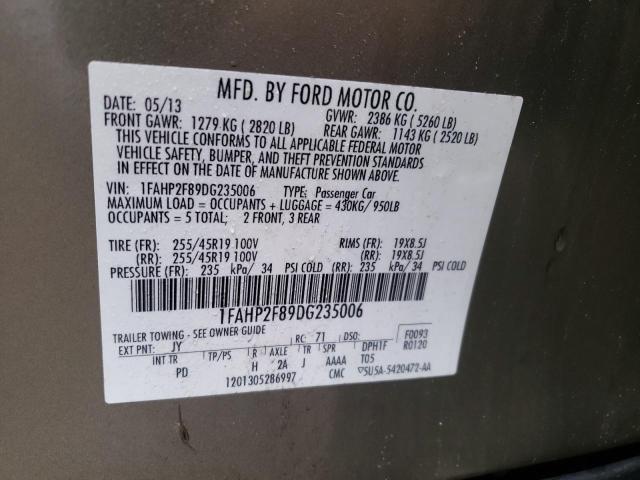 MFD. BY FORD MOTOR CO.
DATE: 05/13 GVWR: 2386 KG ( 5260 LB)
FRONT GAWR: 1279 KG ( 2820 LB) REAR GAWR: 1143 KG ( 2520 LB)
THIS VEHICLE CONFORMS TO ALL APPLICABLE FEDERAL MOTOR
VEHICLE SAFETY, BUMPER, AND THEFT PREVENTION STANDARDS
IN EFFECT ON THE DATE OF MANUFACTURE SHOWN ABOVE.
VIN: 1FAHP2F89DG235006 TYPE: Passenger Car
MAXIMUM LOAD = OCCUPANTS + LUGGAGE = 430KG/ 950LB
OCCUPANTS = 5 TOTAL; 2 FRONT, 3 REAR
TIRE (FR): 255/45R19 100V RIMS (FR): 19X8.5J
(RR): 255/45R19 100V (RR): 19X8.5J
PRESSURE (FR): 235 kPa/ 34 PSI COLD (RR): 235 kPa/ 34 PSI COLD
1FAHP2F89DG235006
TRAILER TOWING - SEE OWNER GUIDE
EXT PNT: JY RC: 71 DSO: F0093
INT TR TP/PS R AXLE TR SPR DPH1F R0120
PD H 2A J AAAA T05
1201305286997 CMC
5U5A-5420472-AA